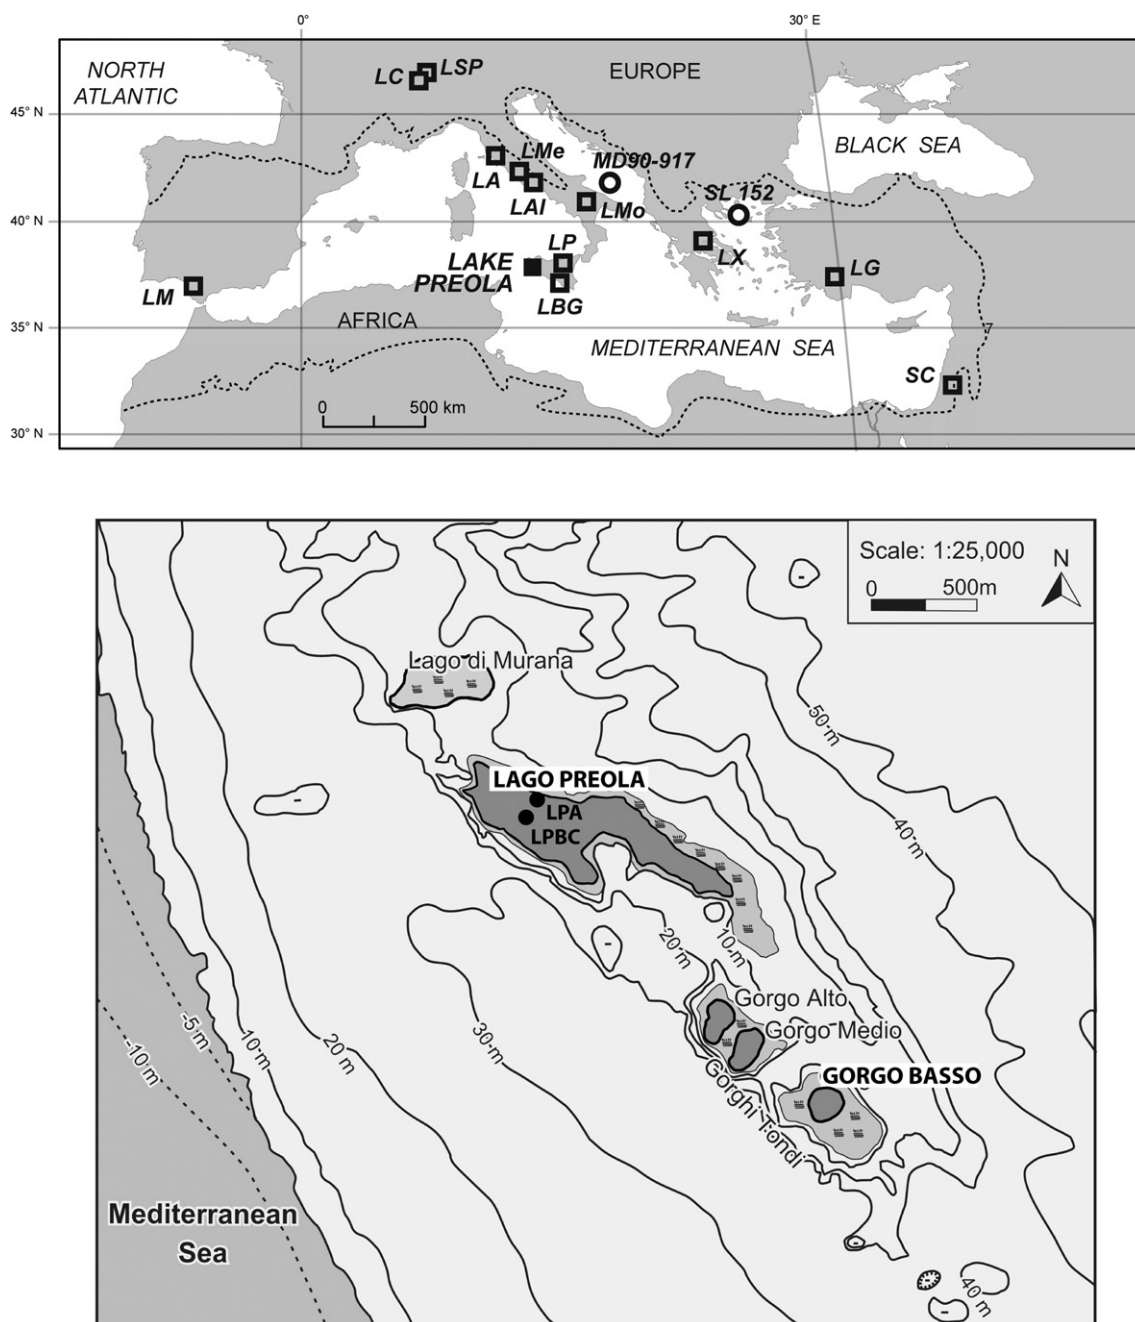 0°
30° E
NORTH
ATLANTIC
LC
LSP
EUROPE
45° N
BLACK SEA
LMe
MD90-917
LA
LAI
SL 152
LMo
40° N
LP
LX
LAKE
PREOLA
LG
LM
LBG
AFRICA
35° N
7
MEDITERRANEAN SEA
SC
0
500 km
30° N
Scale: 1:25,000
N
0
500m
Lago di Murana
50 m
LAGO PREOLA
LPA
LPBC
40 m
20 m
10 m
Gorgo Alto
Gorgo Medio
-5 m
-10 m
10 m
20 m
30 m
GORGO BASSO
Gorghi Tondi
Mediterranean
Sea
40 m